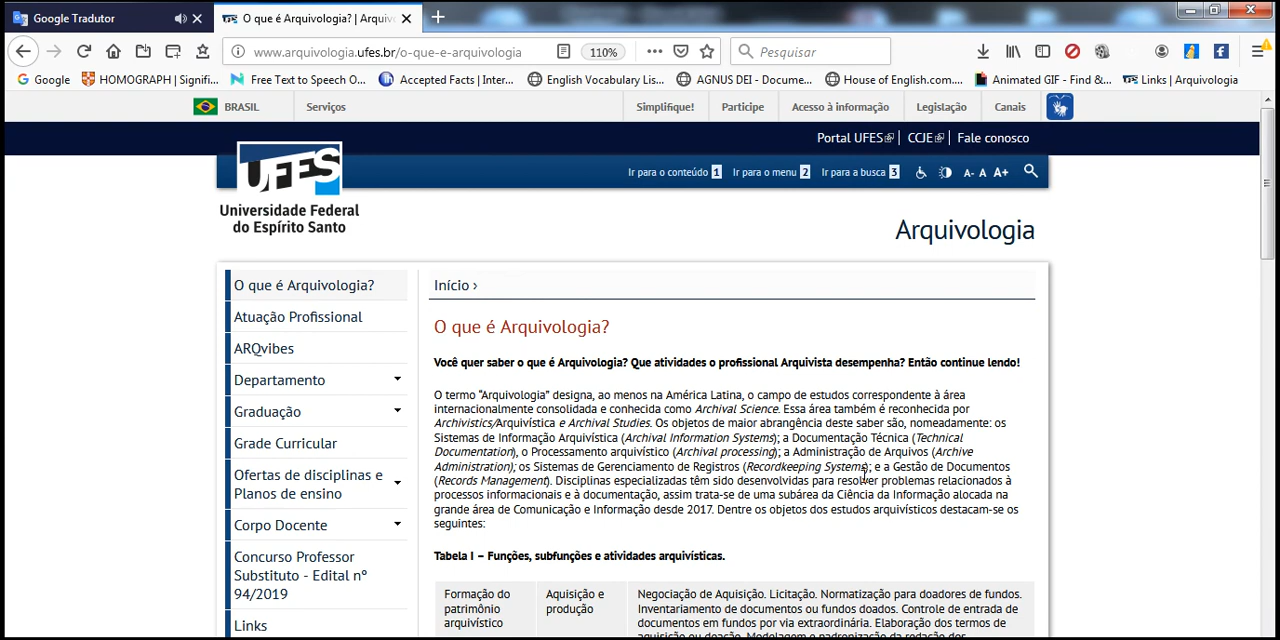 Google Tradutor
O que é Arquivologia? | Arquiv
www.arquivologia.ufes.br/o-que-e-arquivologia
110%
Pesquisar
Google
HOMOGRAPH | Signifi...
Free Text to Speech O...
Accepted Facts | Inter...
English Vocabulary Lis...
AGNUS DEI - Docume...
House of English.com....
Animated GIF - Find &...
Links | Arquivologia
BRASIL
Serviços
Simplifique!
Participe
Acesso à informação
Legislação
Canais
Portal UFES | CCJE | Fale conosco
Ir para o conteúdo 1 Ir para o menu 2 Ir para a busca 3 A- A A+
UFES
Universidade Federal
do Espírito Santo
Arquivologia
O que é Arquivologia?
Atuação Profissional
ARQvibes
Departamento
Graduação
Grade Curricular
Ofertas de disciplinas e
Planos de ensino
Corpo Docente
Concurso Professor
Substituto - Edital nº
94/2019
Links
Início ›
O que é Arquivologia?
Você quer saber o que é Arquivologia? Que atividades o profissional Arquivista desempenha? Então continue lendo!
O termo “Arquivologia” designa, ao menos na América Latina, o campo de estudos correspondente à área
internacionalmente consolidada e conhecida como Archival Science. Essa área também é reconhecida por
Archivistics/Arquivística e Archival Studies. Os objetos de maior abrangência deste saber são, nomeadamente: os
Sistemas de Informação Arquivística (Archival Information Systems); a Documentação Técnica (Technical
Documentation), o Processamento arquivístico (Archival processing); a Administração de Arquivos (Archive
Administration); os Sistemas de Gerenciamento de Registros (Recordkeeping Systems); e a Gestão de Documentos
(Records Management). Disciplinas especializadas têm sido desenvolvidas para resolver problemas relacionados à
processos informacionais e à documentação, assim trata-se de uma subárea da Ciência da Informação alocada na
grande área de Comunicação e Informação desde 2017. Dentre os objetos dos estudos arquivísticos destacam-se os
seguintes:
Tabela I – Funções, subfunções e atividades arquivísticas.
Formação do
patrimônio
arquivístico
Aquisição e
produção
Negociação de Aquisição. Licitação. Normatização para doadores de fundos.
Inventariamento de documentos ou fundos doados. Controle de entrada de
documentos em fundos por via extraordinária. Elaboração dos termos de
aquisição ou doação. Modelagem e padronização da redação dos